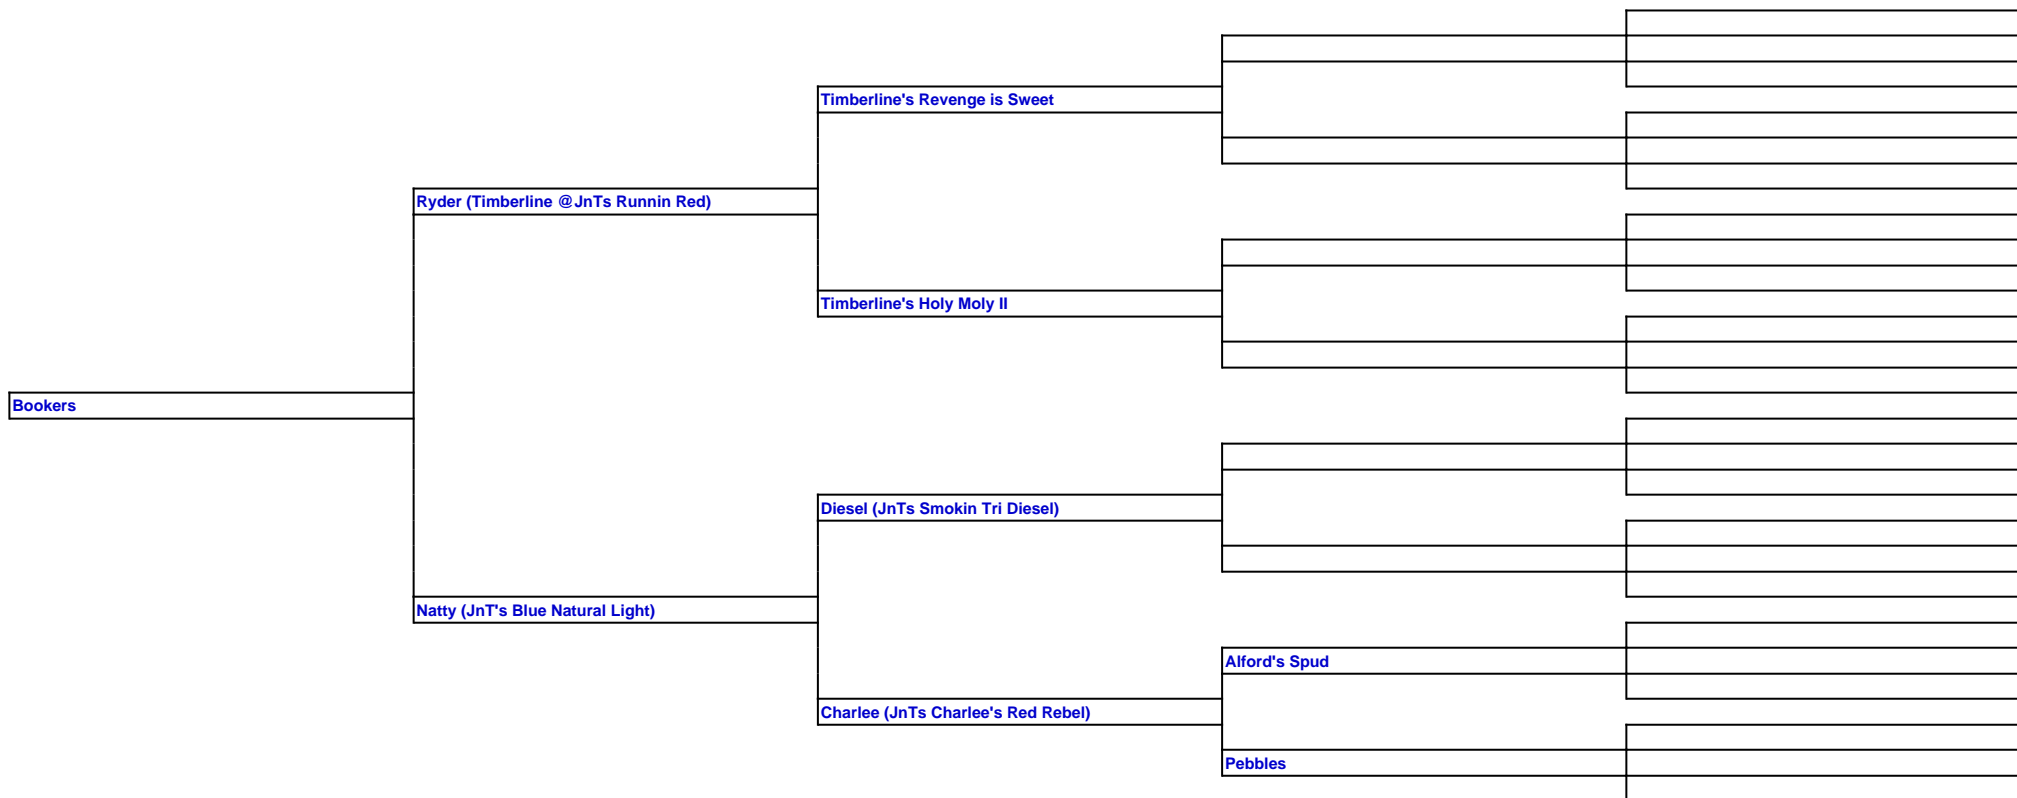 Timberline's Revenge is Sweet
Ryder (Timberline @JnTs Runnin Red)
Timberline's Holy Moly II
Bookers
Diesel (JnTs Smokin Tri Diesel)
Natty (JnT's Blue Natural Light)
Alford's Spud
Charlee (JnTs Charlee's Red Rebel)
Pebbles